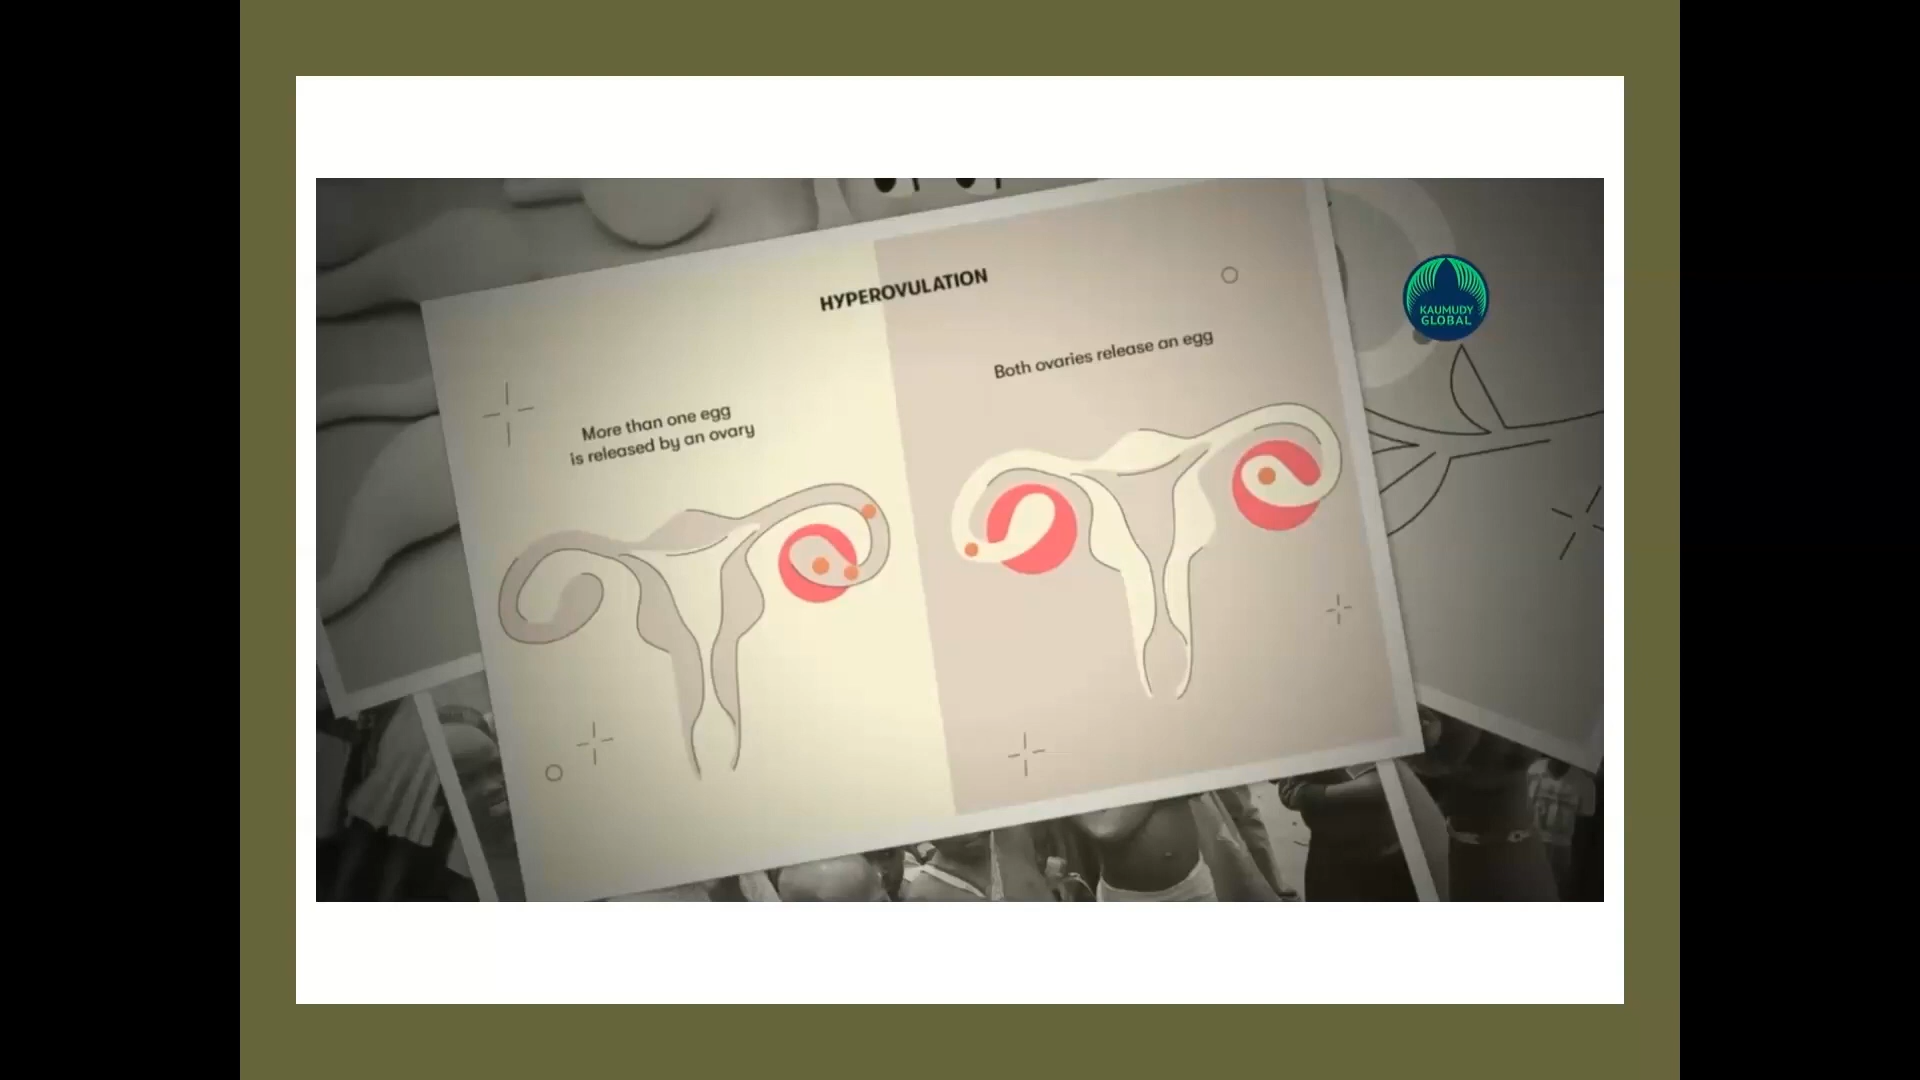 HYPEROVULATION
More than one egg
is released by an ovary
Both ovaries release an egg
KAUMUDY
GLOBAL